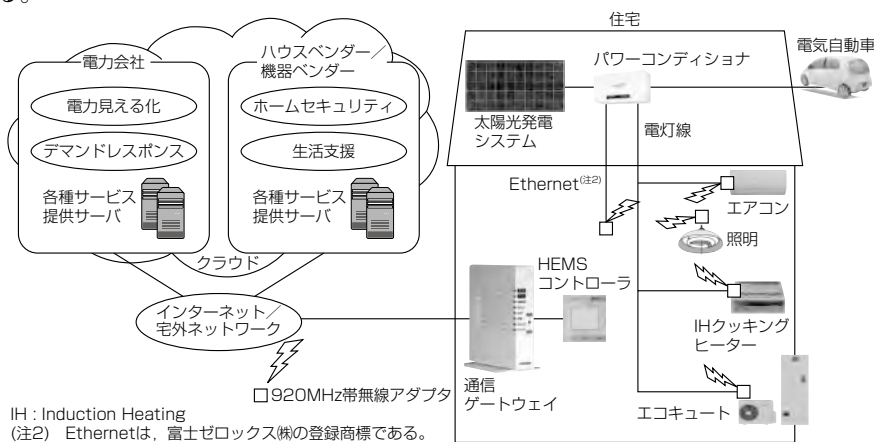 る。
住宅
電力会社
ハウスベンダー／
機器ベンダー
パワーコンディショナ
電気自動車
電力見える化
ホームセキュリティ
太陽光発電
システム
電灯線
デマンドレスポンス
生活支援
Ethernet(注2)
各種サービス
提供サーバ
各種サービス
提供サーバ
エアコン
照明
クラウド
HEMS
コントローラ
インターネット／
宅外ネットワーク
IHクッキング
ヒーター
920MHz帯無線アダプタ
通信
ゲートウェイ
エコキュート
IH : Induction Heating
(注2) Ethernetは，富士ゼロックス㈱の登録商標である。